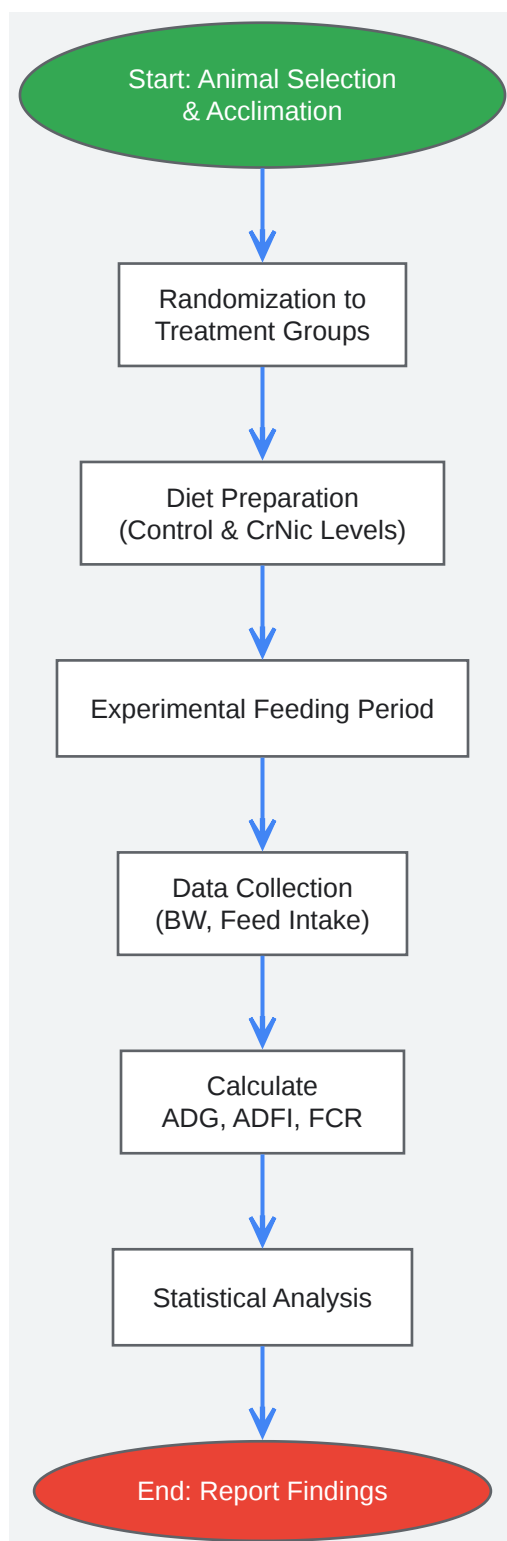 Start: Animal Selection
& Acclimation
Randomization to
Treatment Groups
Diet Preparation
(Control & CrNic Levels)
Experimental Feeding Period
Data Collection
(BW, Feed Intake)
Calculate
ADG, ADFI, FCR
Statistical Analysis
End: Report Findings